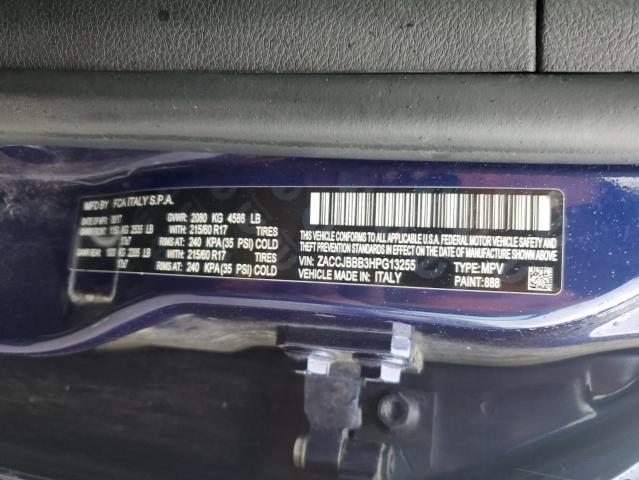 MFD BY FCA ITALY S.P.A.
GVWR: 2080 KG 4586 LB
WITH: 215/60 R17 TIRES
RIMS AT: 240 KPA(35 PSI) COLD
WITH: 215/60 R17 TIRES
RIMS AT: 240 KPA(35 PSI) COLD
THIS VEHICLE CONFORMS TO ALL APPLICABLE U.S.A. FEDERAL MOTOR VEHICLE SAFETY,
BUMPER, AND THEFT PREVENTION STANDARDS IN EFFECT ON THE DATE OF MANUFACTURE SHOWN ABOVE.
VIN: ZACCJBBB3HPG13255 TYPE: MPV
VEHICLE MADE IN: ITALY PAINT:888